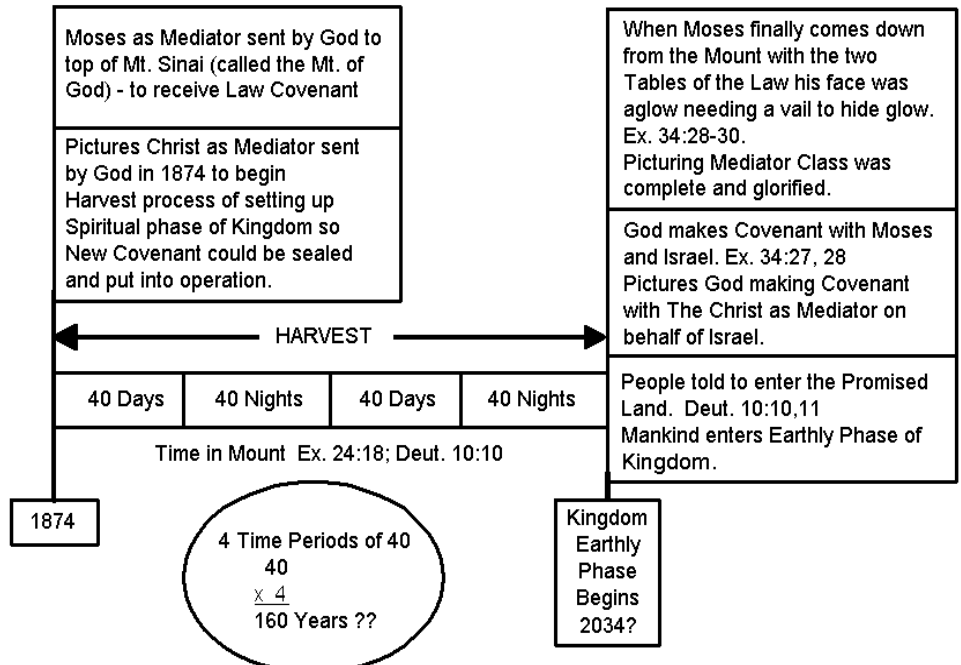 Moses as Mediator sent by God to
top of Mt. Sinai (called the Mt. of
God) - to receive Law Covenant
Pictures Christ as Mediator sent
by God in 1874 to begin
Harvest process of setting up
Spiritual phase of Kingdom so
New Covenant could be sealed
and put into operation.
When Moses finally comes down
from the Mount with the two
Tables of the Law his face was
aglow needing a vail to hide glow.
Ex. 34:28-30.
Picturing Mediator Class was
complete and glorified.
God makes Covenant with Moses
and Israel. Ex. 34:27, 28
Pictures God making Covenant
with The Christ as Mediator on
behalf of Israel.
People told to enter the Promised
Land. Deut. 10:10,11
Mankind enters Earthly Phase of
Kingdom.
HARVEST
40 Days 40 Nights 40 Days 40 Nights
Time in Mount Ex. 24:18; Deut. 10:10
1874
4 Time Periods of 40
40
x 4
160 Years ??
Kingdom
Earthly
Phase
Begins
2034?